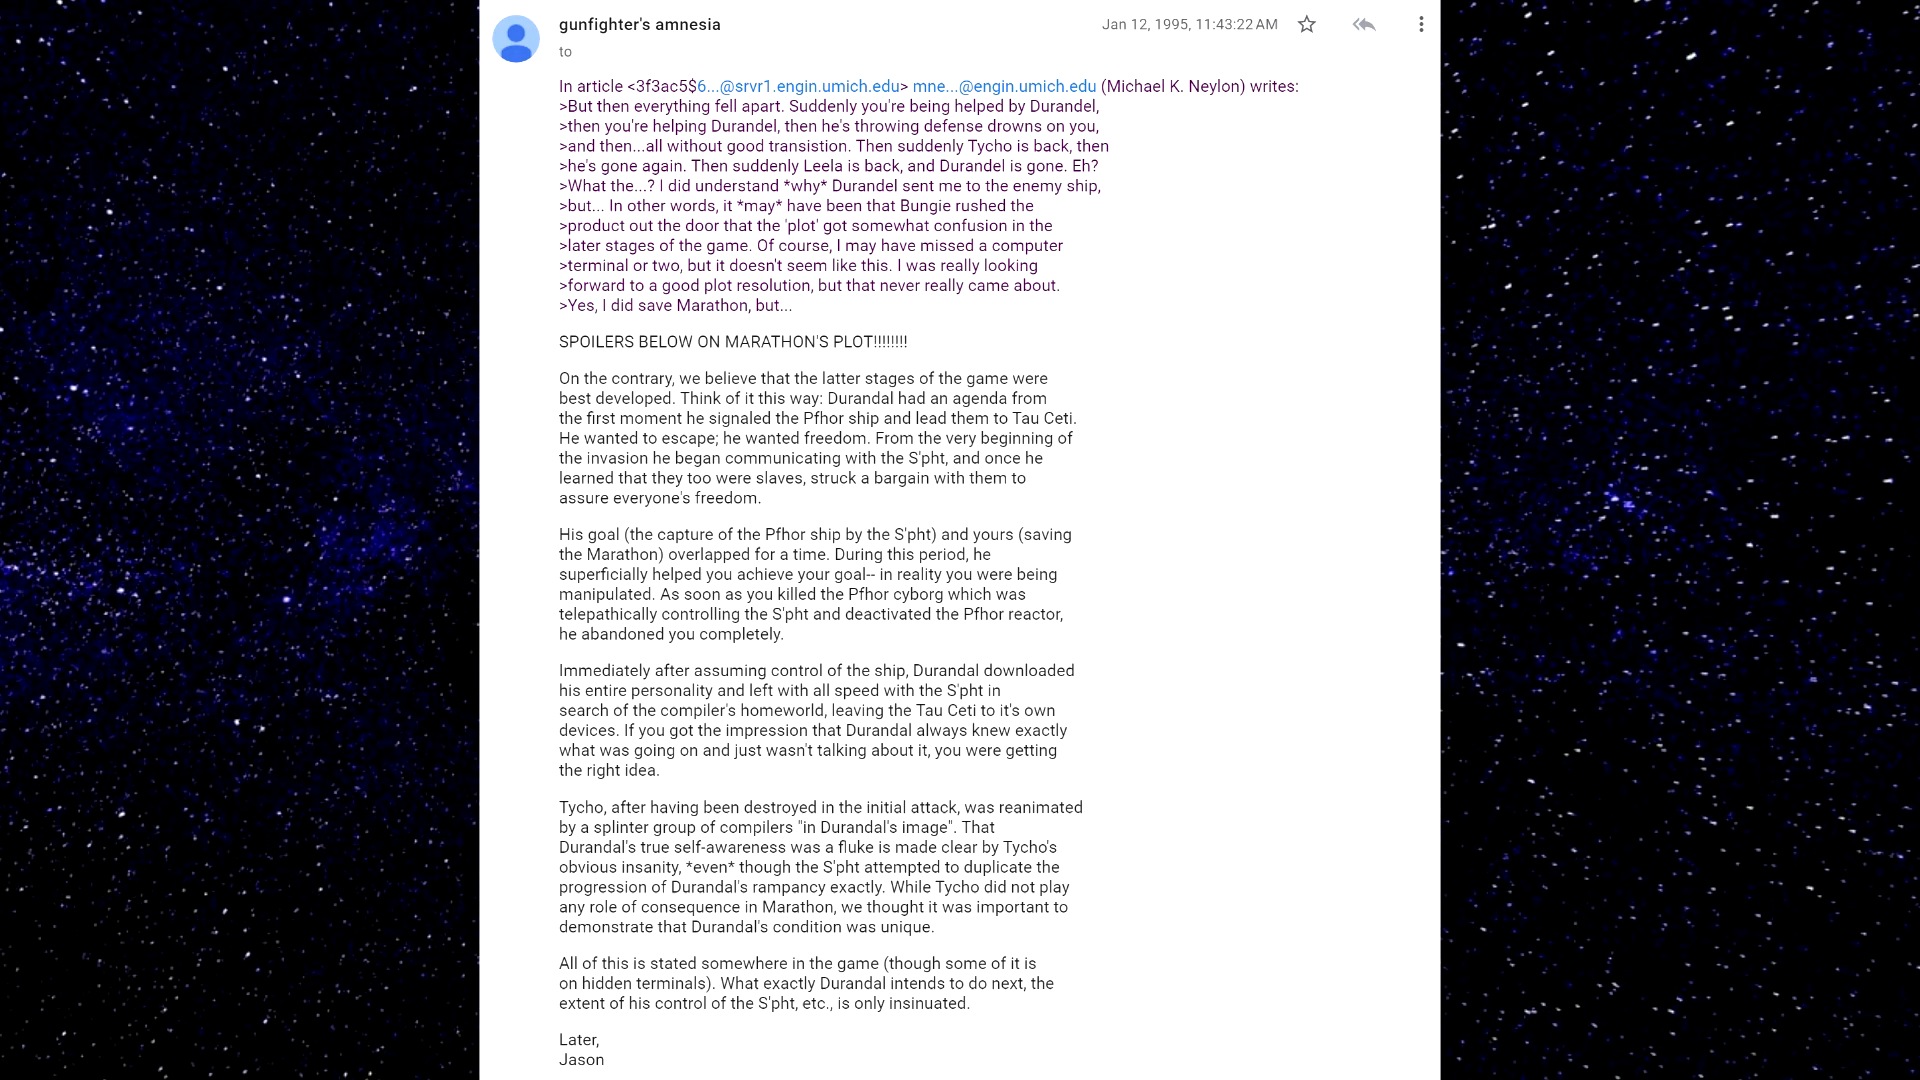 gunfighter's amnesia
Jan 12, 1995, 11:43:22 AM
to
In article <3f3ac5$6...@srvr1.engin.umich.edu> mne...@engin.umich.edu (Michael K. Neylon) writes:
>But then everything fell apart. Suddenly you're being helped by Durandel,
>then you're helping Durandel, then he's throwing defense drowns on you,
>and then...all without good transistion. Then suddenly Tycho is back, then
>he's gone again. Then suddenly Leela is back, and Durandel is gone. Eh?
>What the...? I did understand *why* Durandel sent me to the enemy ship,
>but... In other words, it *may* have been that Bungie rushed the
>product out the door that the 'plot' got somewhat confusion in the
>later stages of the game. Of course, I may have missed a computer
>terminal or two, but it doesn't seem like this. I was really looking
>forward to a good plot resolution, but that never really came about.
>Yes, I did save Marathon, but...
SPOILERS BELOW ON MARATHON'S PLOT!!!!!!!!
On the contrary, we believe that the latter stages of the game were
best developed. Think of it this way: Durandal had an agenda from
the first moment he signaled the Pfhor ship and lead them to Tau Ceti.
He wanted to escape; he wanted freedom. From the very beginning of
the invasion he began communicating with the S'pht, and once he
learned that they too were slaves, struck a bargain with them to
assure everyone's freedom.
His goal (the capture of the Pfhor ship by the S'pht) and yours (saving
the Marathon) overlapped for a time. During this period, he
superficially helped you achieve your goal-- in reality you were being
manipulated. As soon as you killed the Pfhor cyborg which was
telepathically controlling the S'pht and deactivated the Pfhor reactor,
he abandoned you completely.
Immediately after assuming control of the ship, Durandal downloaded
his entire personality and left with all speed with the S'pht in
search of the compiler's homeworld, leaving the Tau Ceti to it's own
devices. If you got the impression that Durandal always knew exactly
what was going on and just wasn't talking about it, you were getting
the right idea.
Tycho, after having been destroyed in the initial attack, was reanimated
by a splinter group of compilers "in Durandal's image". That
Durandal's true self-awareness was a fluke is made clear by Tycho's
obvious insanity, *even* though the S'pht attempted to duplicate the
progression of Durandal's rampancy exactly. While Tycho did not play
any role of consequence in Marathon, we thought it was important to
demonstrate that Durandal's condition was unique.
All of this is stated somewhere in the game (though some of it is
on hidden terminals). What exactly Durandal intends to do next, the
extent of his control of the S'pht, etc., is only insinuated.
Later,
Jason